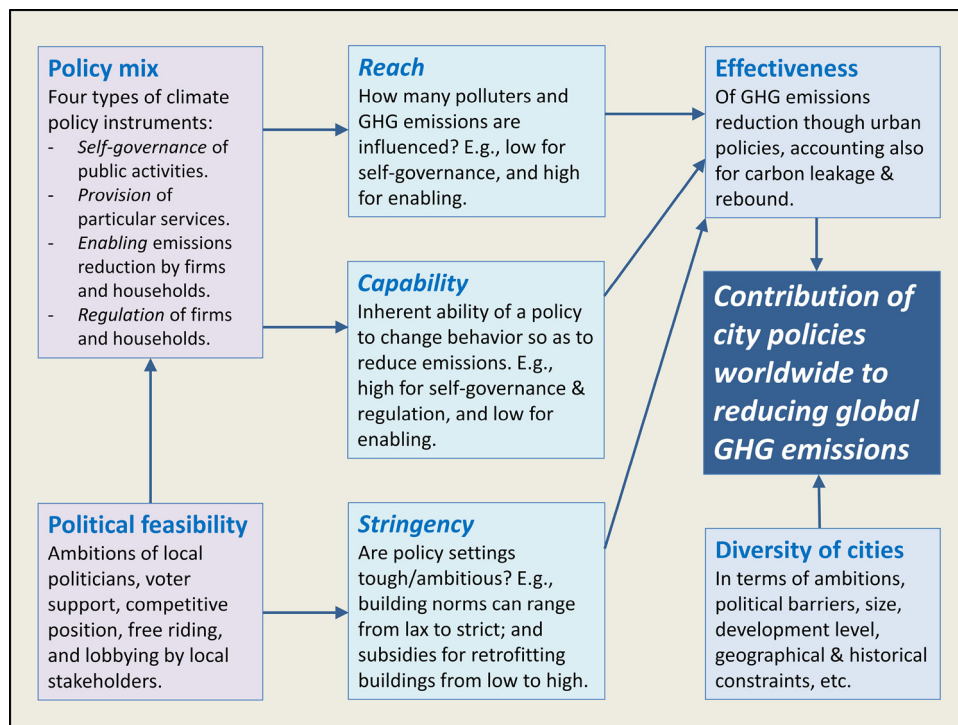 Policy mix
Four types of climate
policy instruments:
- Self-governance of
public activities.
- Provision of
particular services.
- Enabling emissions
reduction by firms
and households.
- Regulation of firms
and households.
Reach
How many polluters and
GHG emissions are
influenced? E.g., low for
self-governance, and high
for enabling.
Effectiveness
Of GHG emissions
reduction though urban
policies, accounting also
for carbon leakage &
rebound.
Capability
Inherent ability of a policy
to change behavior so as to
reduce emissions. E.g.,
high for self-governance &
regulation, and low for
enabling.
Contribution of
city policies
worldwide to
reducing global
GHG emissions
Political feasibility
Ambitions of local
politicians, voter
support, competitive
position, free riding,
and lobbying by local
stakeholders.
Stringency
Are policy settings
tough/ambitious? E.g.,
building norms can range
from lax to strict; and
subsidies for retrofitting
buildings from low to high.
Diversity of cities
In terms of ambitions,
political barriers, size,
development level,
geographical & historical
constraints, etc.